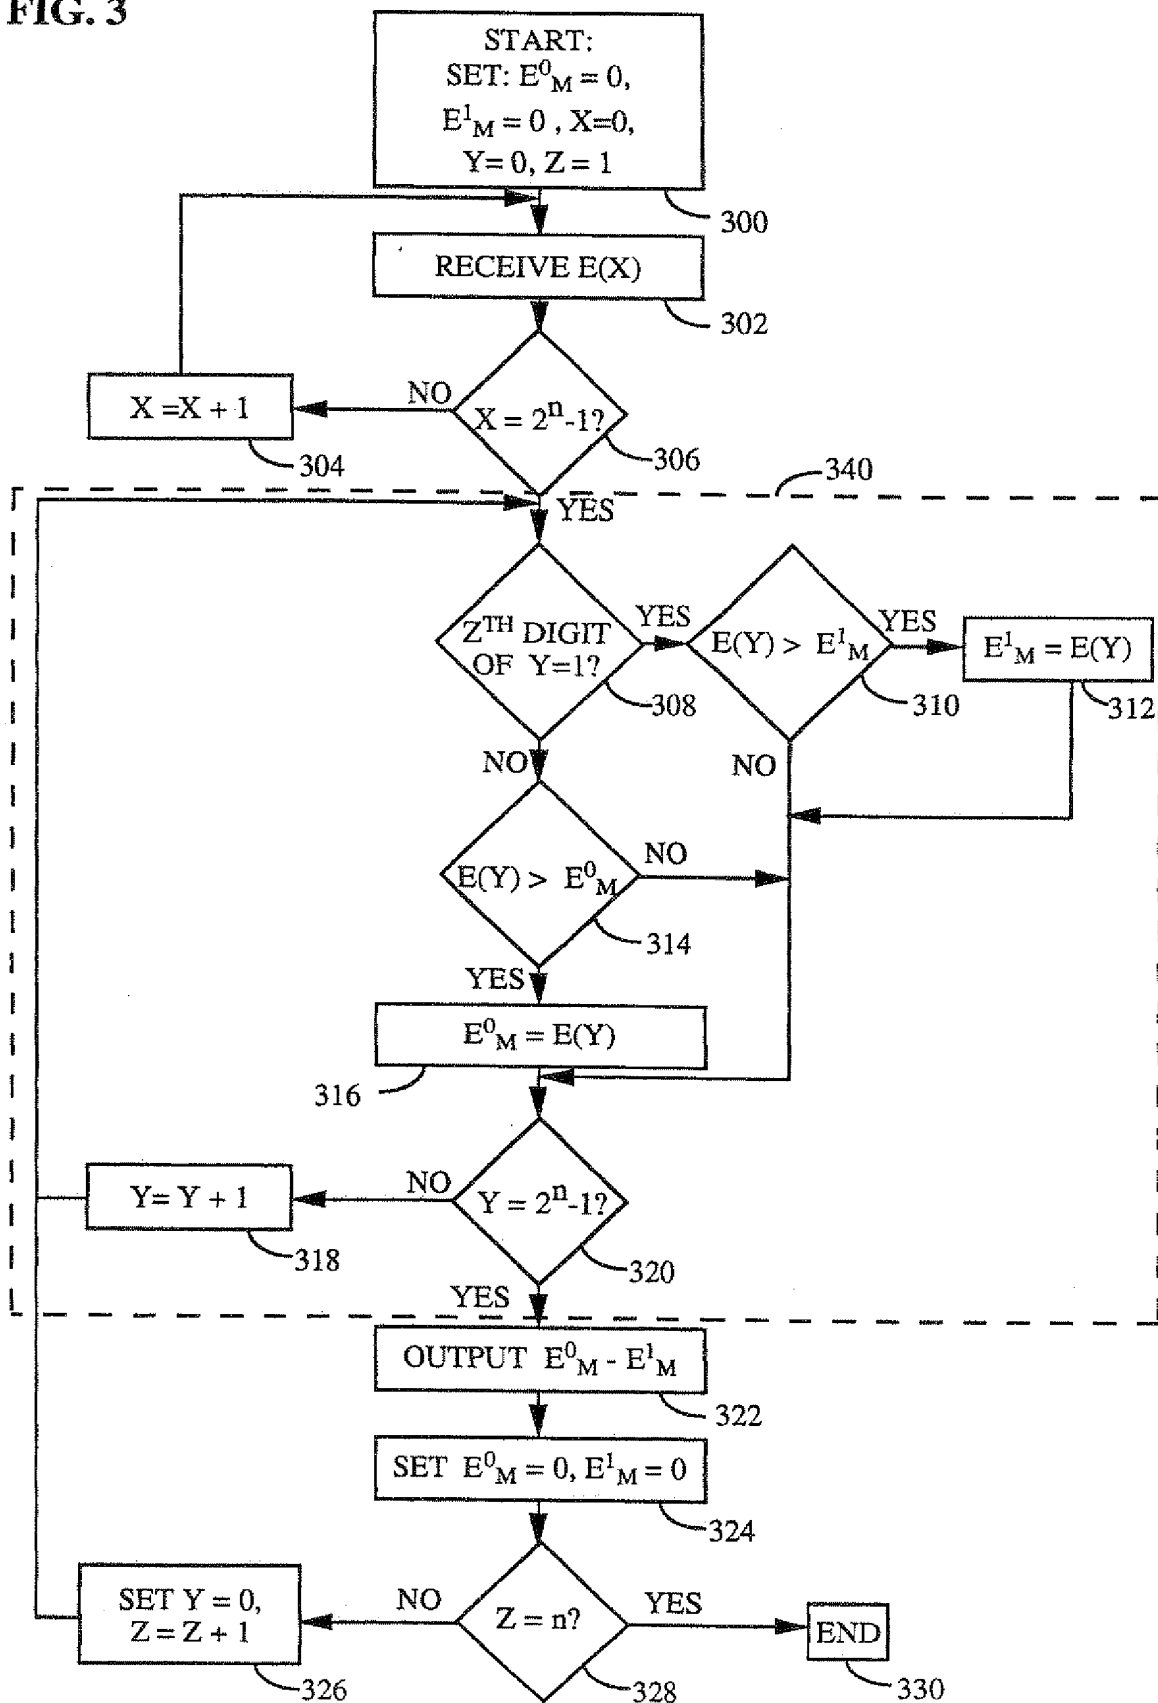 FIG. 3
START:
SET: E⁰M = 0,
E¹M = 0 , X=0,
Y= 0, Z = 1
300
RECEIVE E(X)
302
NO
X =X + 1
X = 2ⁿ-1?
304
306
340
YES
ZTH DIGIT
OF Y=1?
YES
E(Y) > E¹M
YES
E¹M = E(Y)
308
310
312
NO
NO
E(Y) > E⁰M
NO
314
YES
E⁰M = E(Y)
316
NO
Y= Y + 1
Y = 2ⁿ-1?
318
320
YES
OUTPUT E⁰M - E¹M
322
SET E⁰M = 0, E¹M = 0
324
SET Y = 0,
Z = Z + 1
NO
Z = n?
YES
END
326
328
330